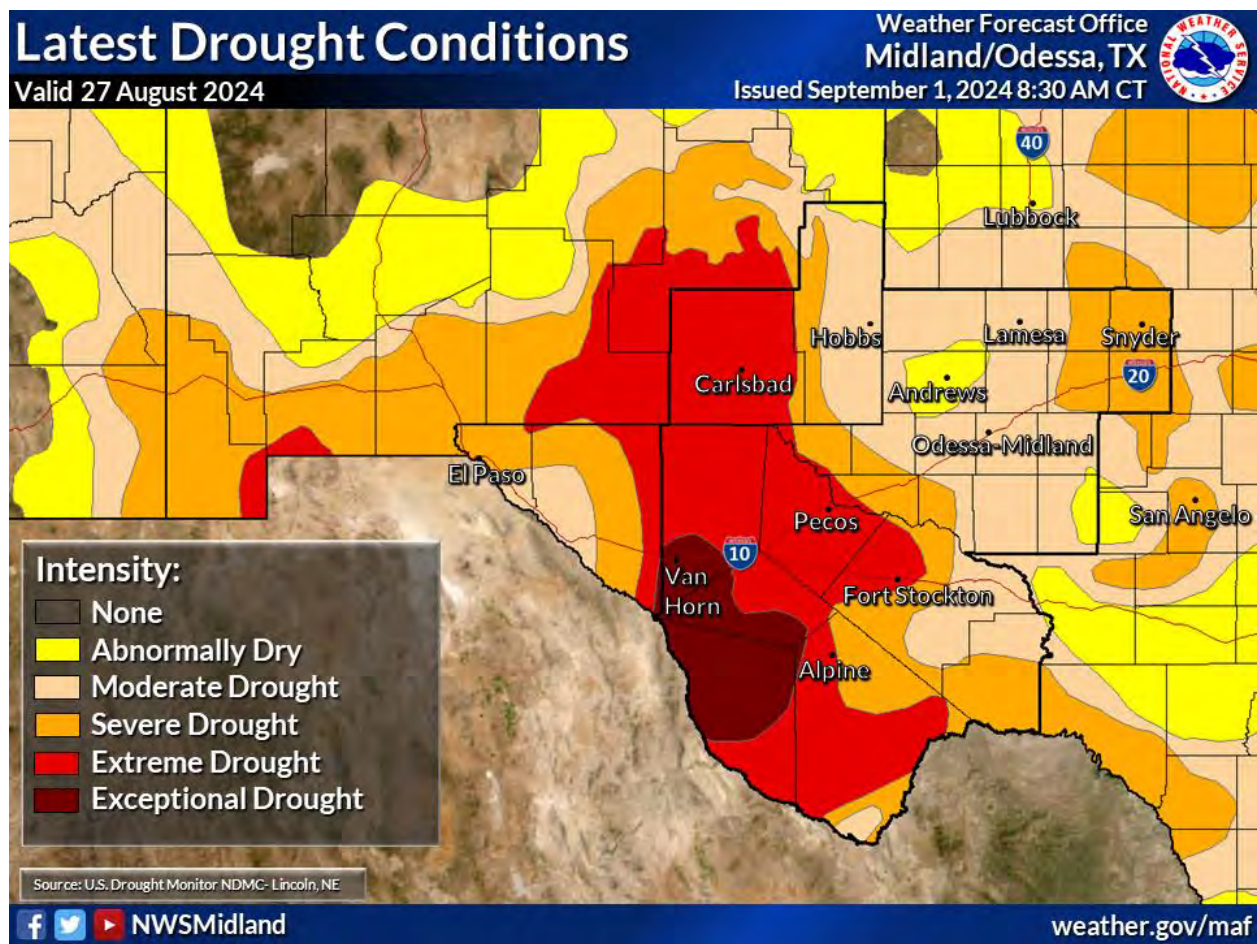 Latest Drought Conditions
Valid 27 August 2024
Weather Forecast Office
Midland/Odessa, TX
Issued September 1, 2024 8:30 AM CT
NATIONAL WEATHER SERVICE
40
Lubbock
Hobbs
Lamesa
Snyder
Carlsbad
Andrews
20
Odessa-Midland
El Paso
Pecos
San Angelo
10
Van
Horn
Fort Stockton
Alpine
Intensity:
None
Abnormally Dry
Moderate Drought
Severe Drought
Extreme Drought
Exceptional Drought
Source: U.S. Drought Monitor NDMC- Lincoln, NE
NWSMidland
weather.gov/maf